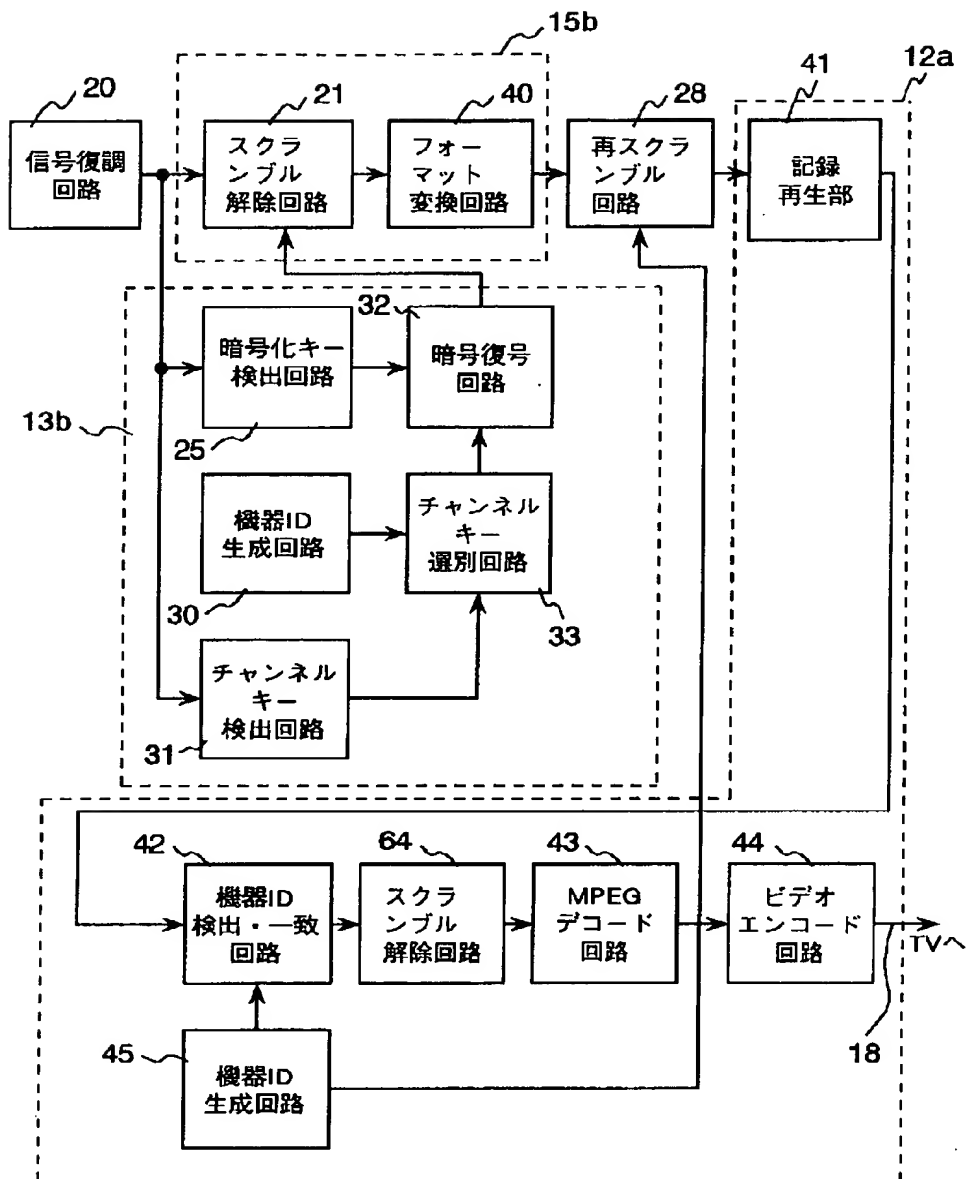 15b
12a
20
21
40
28
41
信号復調
回路
スクラ
ンブル
解除回路
フォー
マット
変換回路
再スクラ
ンブル
回路
記録
再生部
32
暗号化キー
検出回路
暗号復号
回路
13b
25
機器ID
生成回路
チャンネル
キー
選別回路
30
33
チャンネル
キー
検出回路
31
42
64
43
44
機器ID
検出・一致
回路
スクラ
ンブル
解除回路
MPEG
デコード
回路
ビデオ
エンコード
回路
TVへ
18
45
機器ID
生成回路